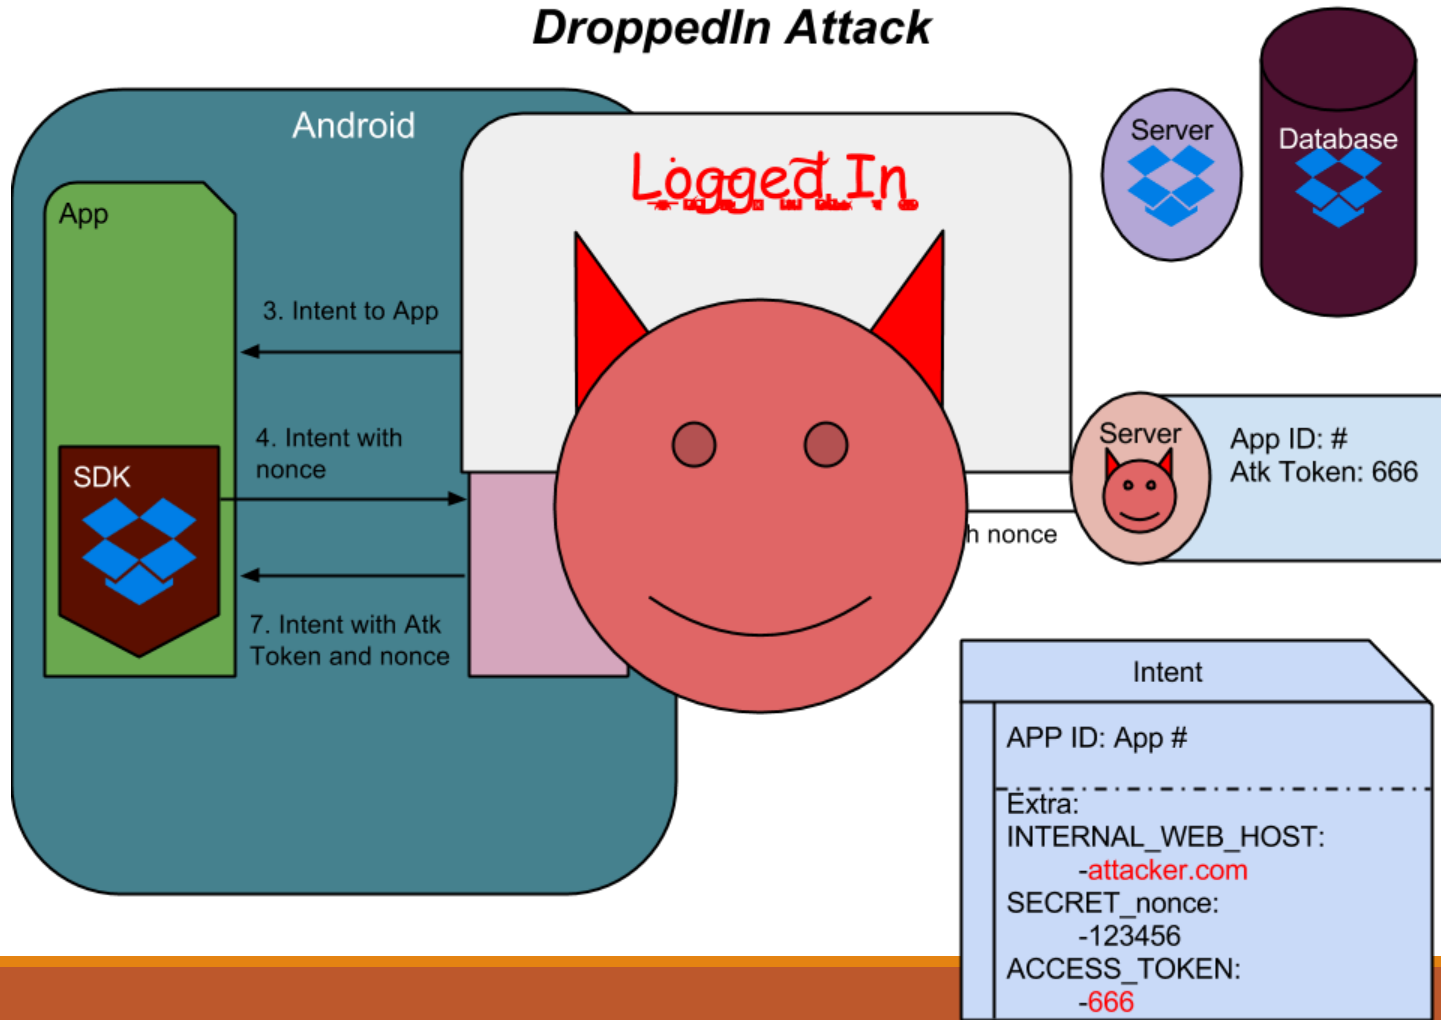 DroppedIn Attack
Android
App
Logged In
Server
Database
3. Intent to App
4. Intent with
nonce
SDK
7. Intent with Atk
Token and nonce
h nonce
Server
App ID: #
Atk Token: 666
Intent
APP ID: App #
Extra:
INTERNAL_WEB_HOST:
-attacker.com
SECRET_nonce:
-123456
ACCESS_TOKEN:
-666